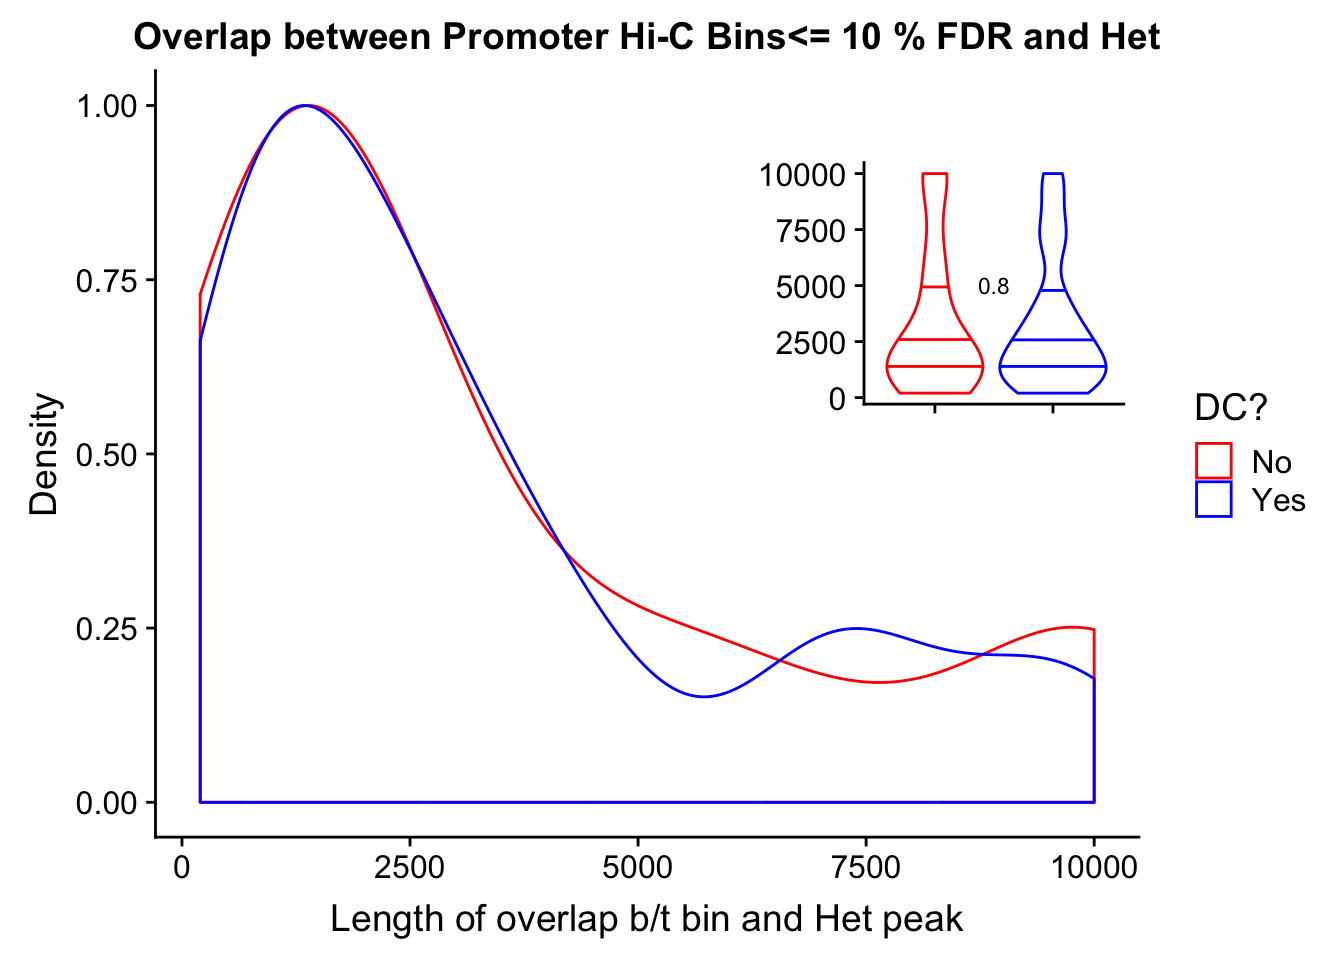 Overlap between Promoter Hi-C Bins<= 10 % FDR and Het
1.00
0.75
0.50
0.25
0.00
Density
0
2500
5000
7500
10000
Length of overlap b/t bin and Het peak
10000
7500
5000
2500
0
0.8
DC?
No
Yes